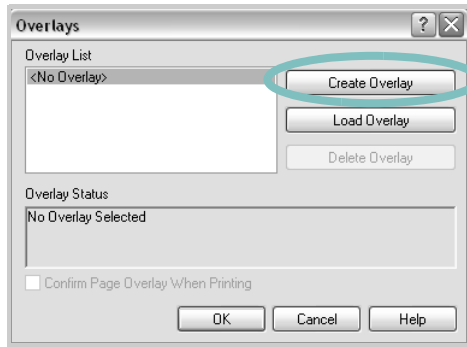 Overlays
Overlay List
<No Overlay>
Create Overlay
Load Overlay
Delete Overlay
Overlay Status
No Overlay Selected
Confirm Page Overlay When Printing
OK Cancel Help